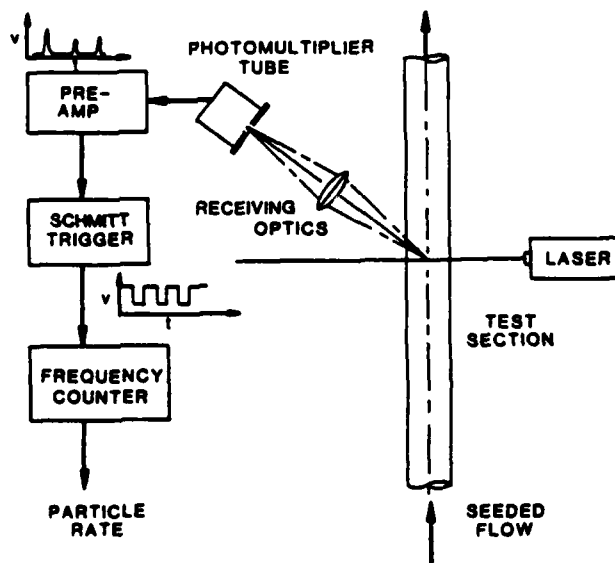 V
PRE-
AMP
PHOTOMULTIPLIER
TUBE
RECEIVING
OPTICS
SCHMITT
TRIGGER
LASER
V
t
TEST
SECTION
FREQUENCY
COUNTER
PARTICLE
RATE
SEEDED
FLOW